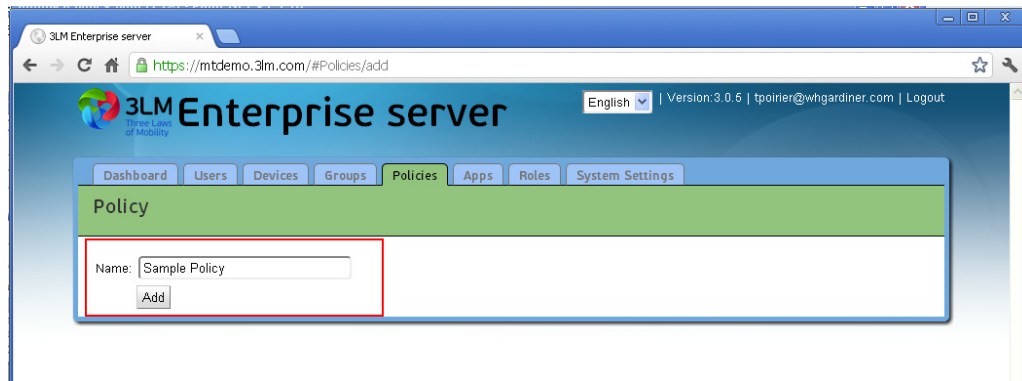 3LM Enterprise server
https://mtdemo.3lm.com/#Policies/add
3LM
Three Laws
of Mobility
Enterprise server
English | Version:3.0.5 | tpoirier@whgardiner.com | Logout
Dashboard Users Devices Groups Policies Apps Roles System Settings
Policy
Name: Sample Policy
Add